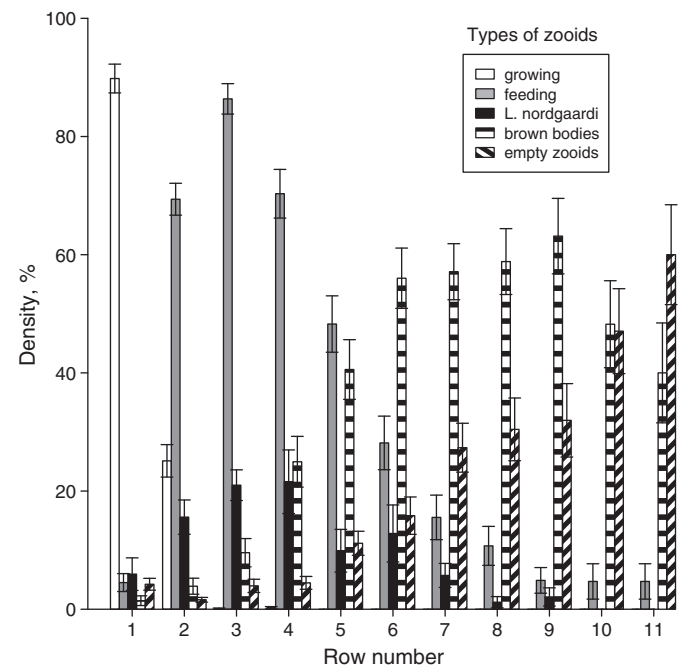 Types of zooids
growing
feeding
L. nordgaardi
brown bodies
empty zooids
Density, %
100
80
60
40
20
0
1 2 3 4 5 6 7 8 9 10 11
Row number